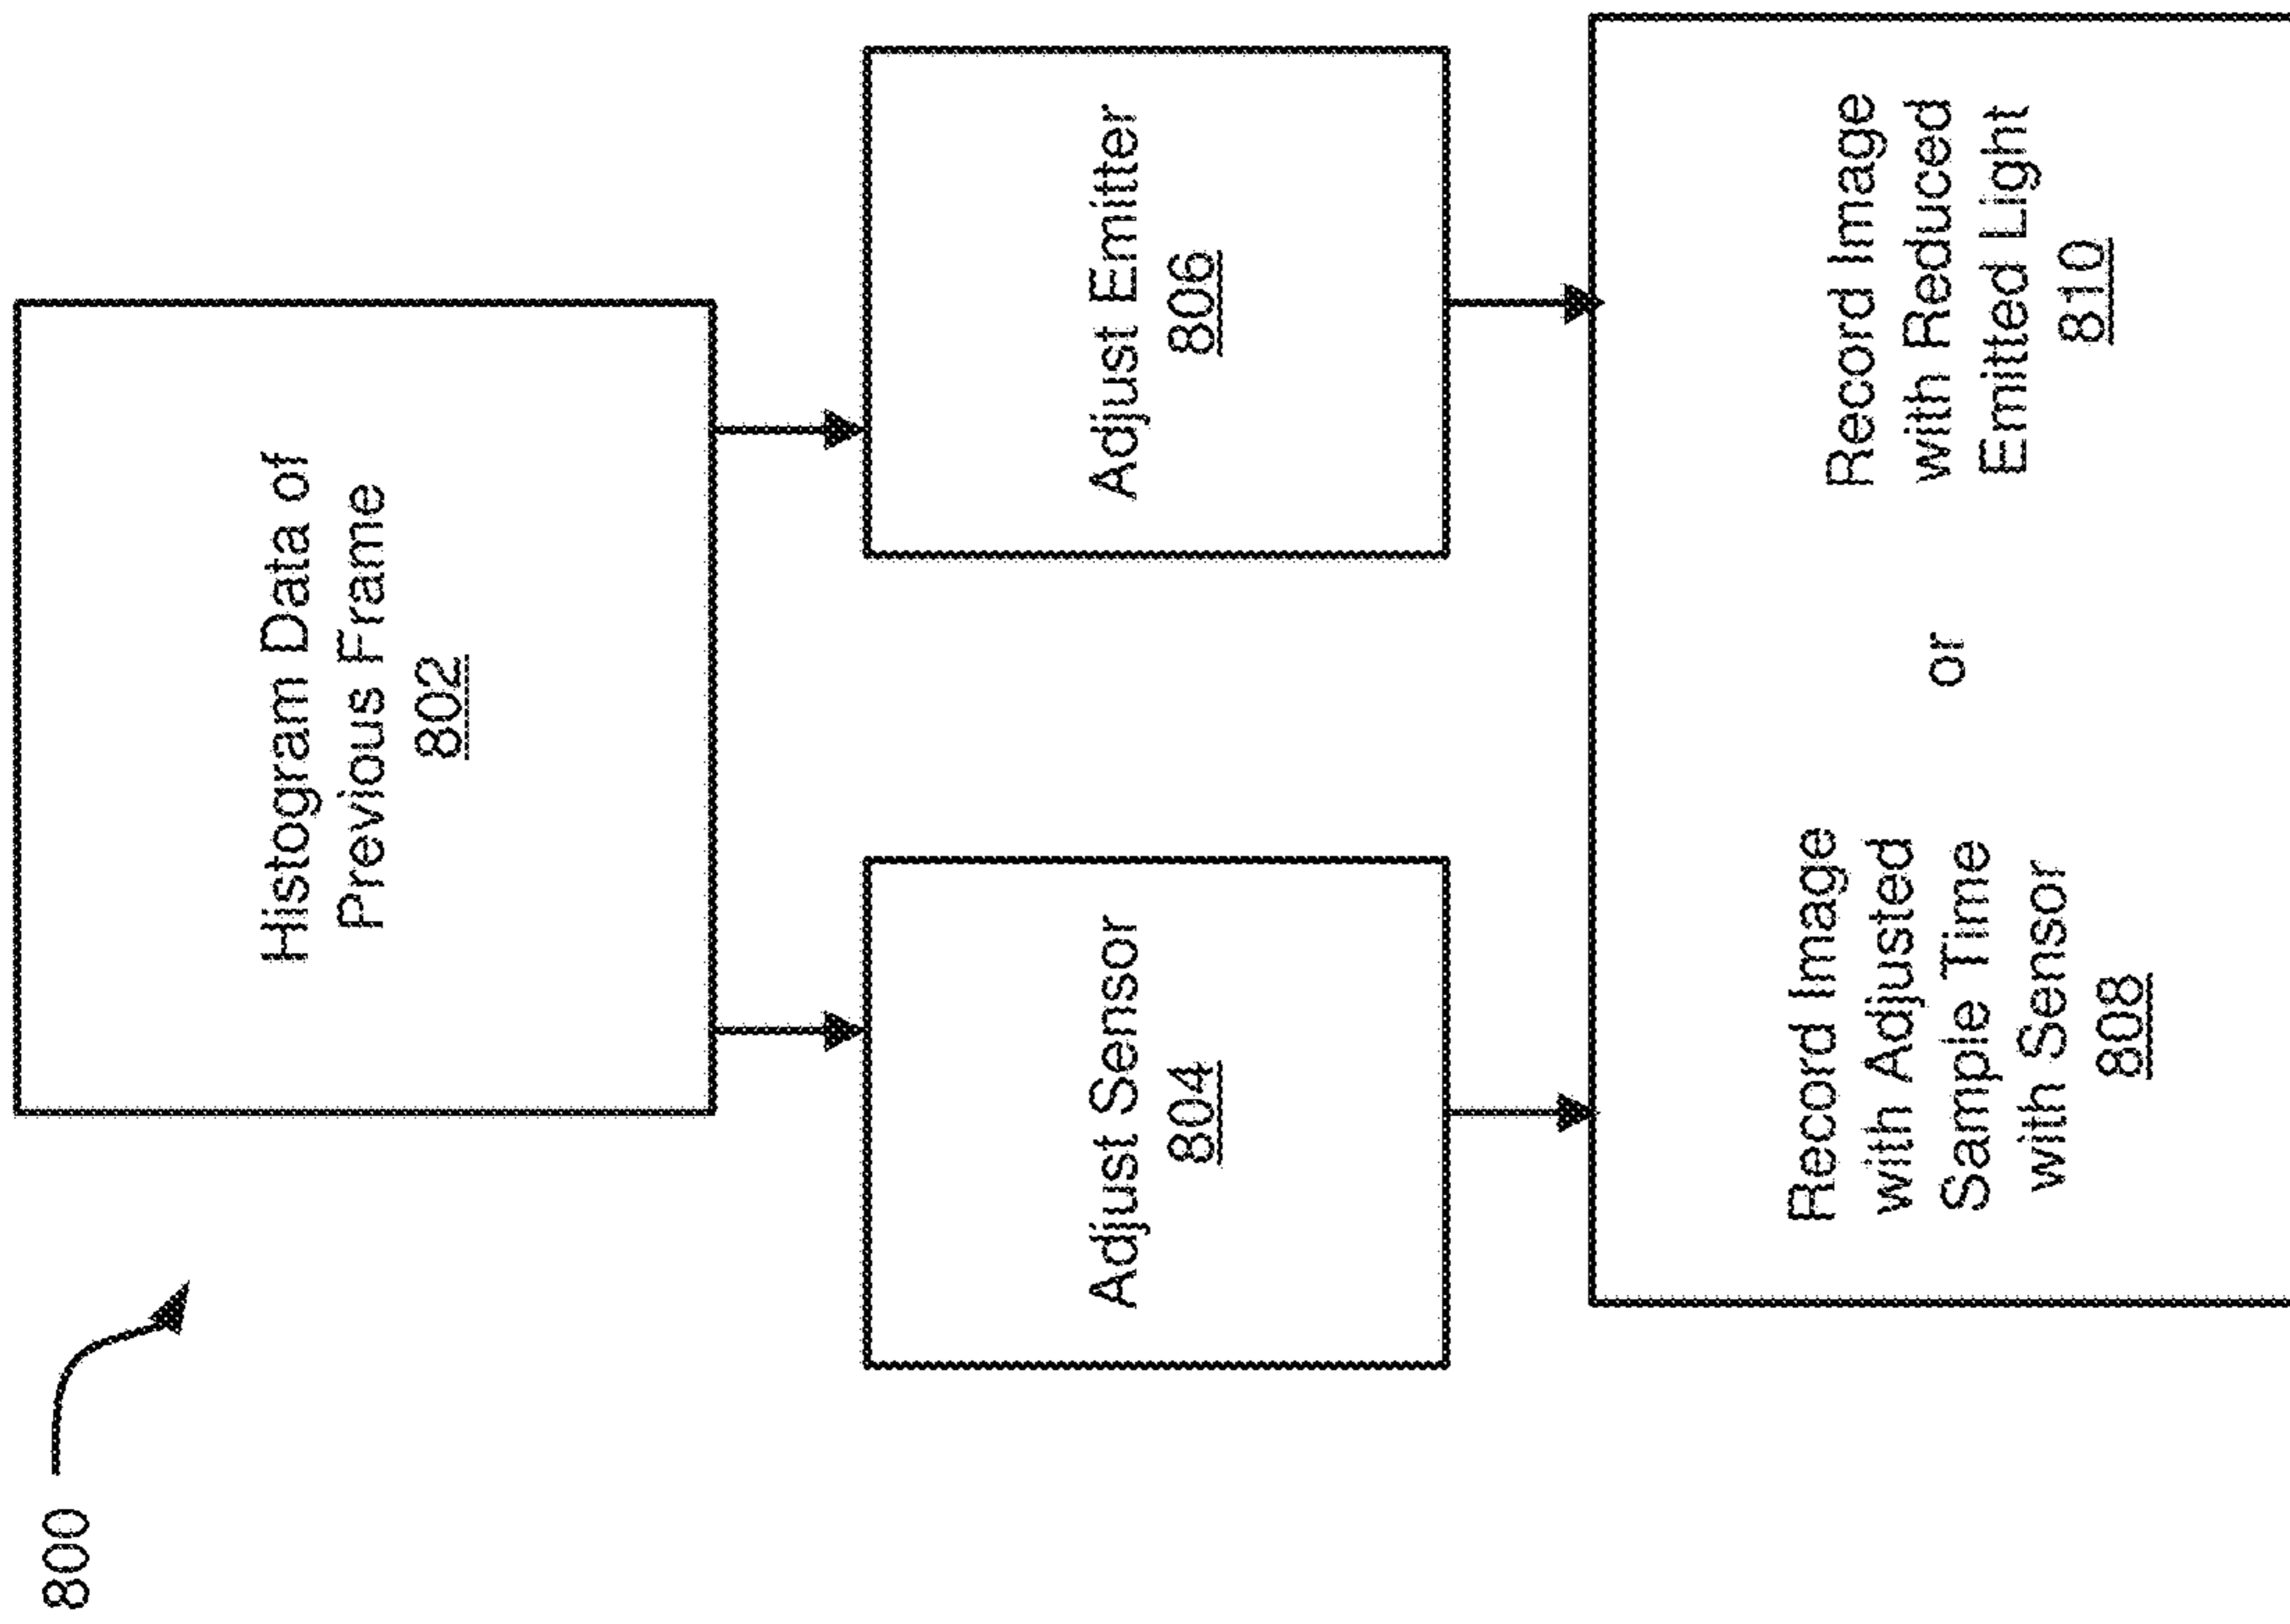 800
Histogram Data of
Previous Frame
802
Adjust Sensor
804
Adjust Emitter
806
Record Image
with Adjusted
Sample Time
with Sensor
808
or
Record Image
with Reduced
Emitted Light
810